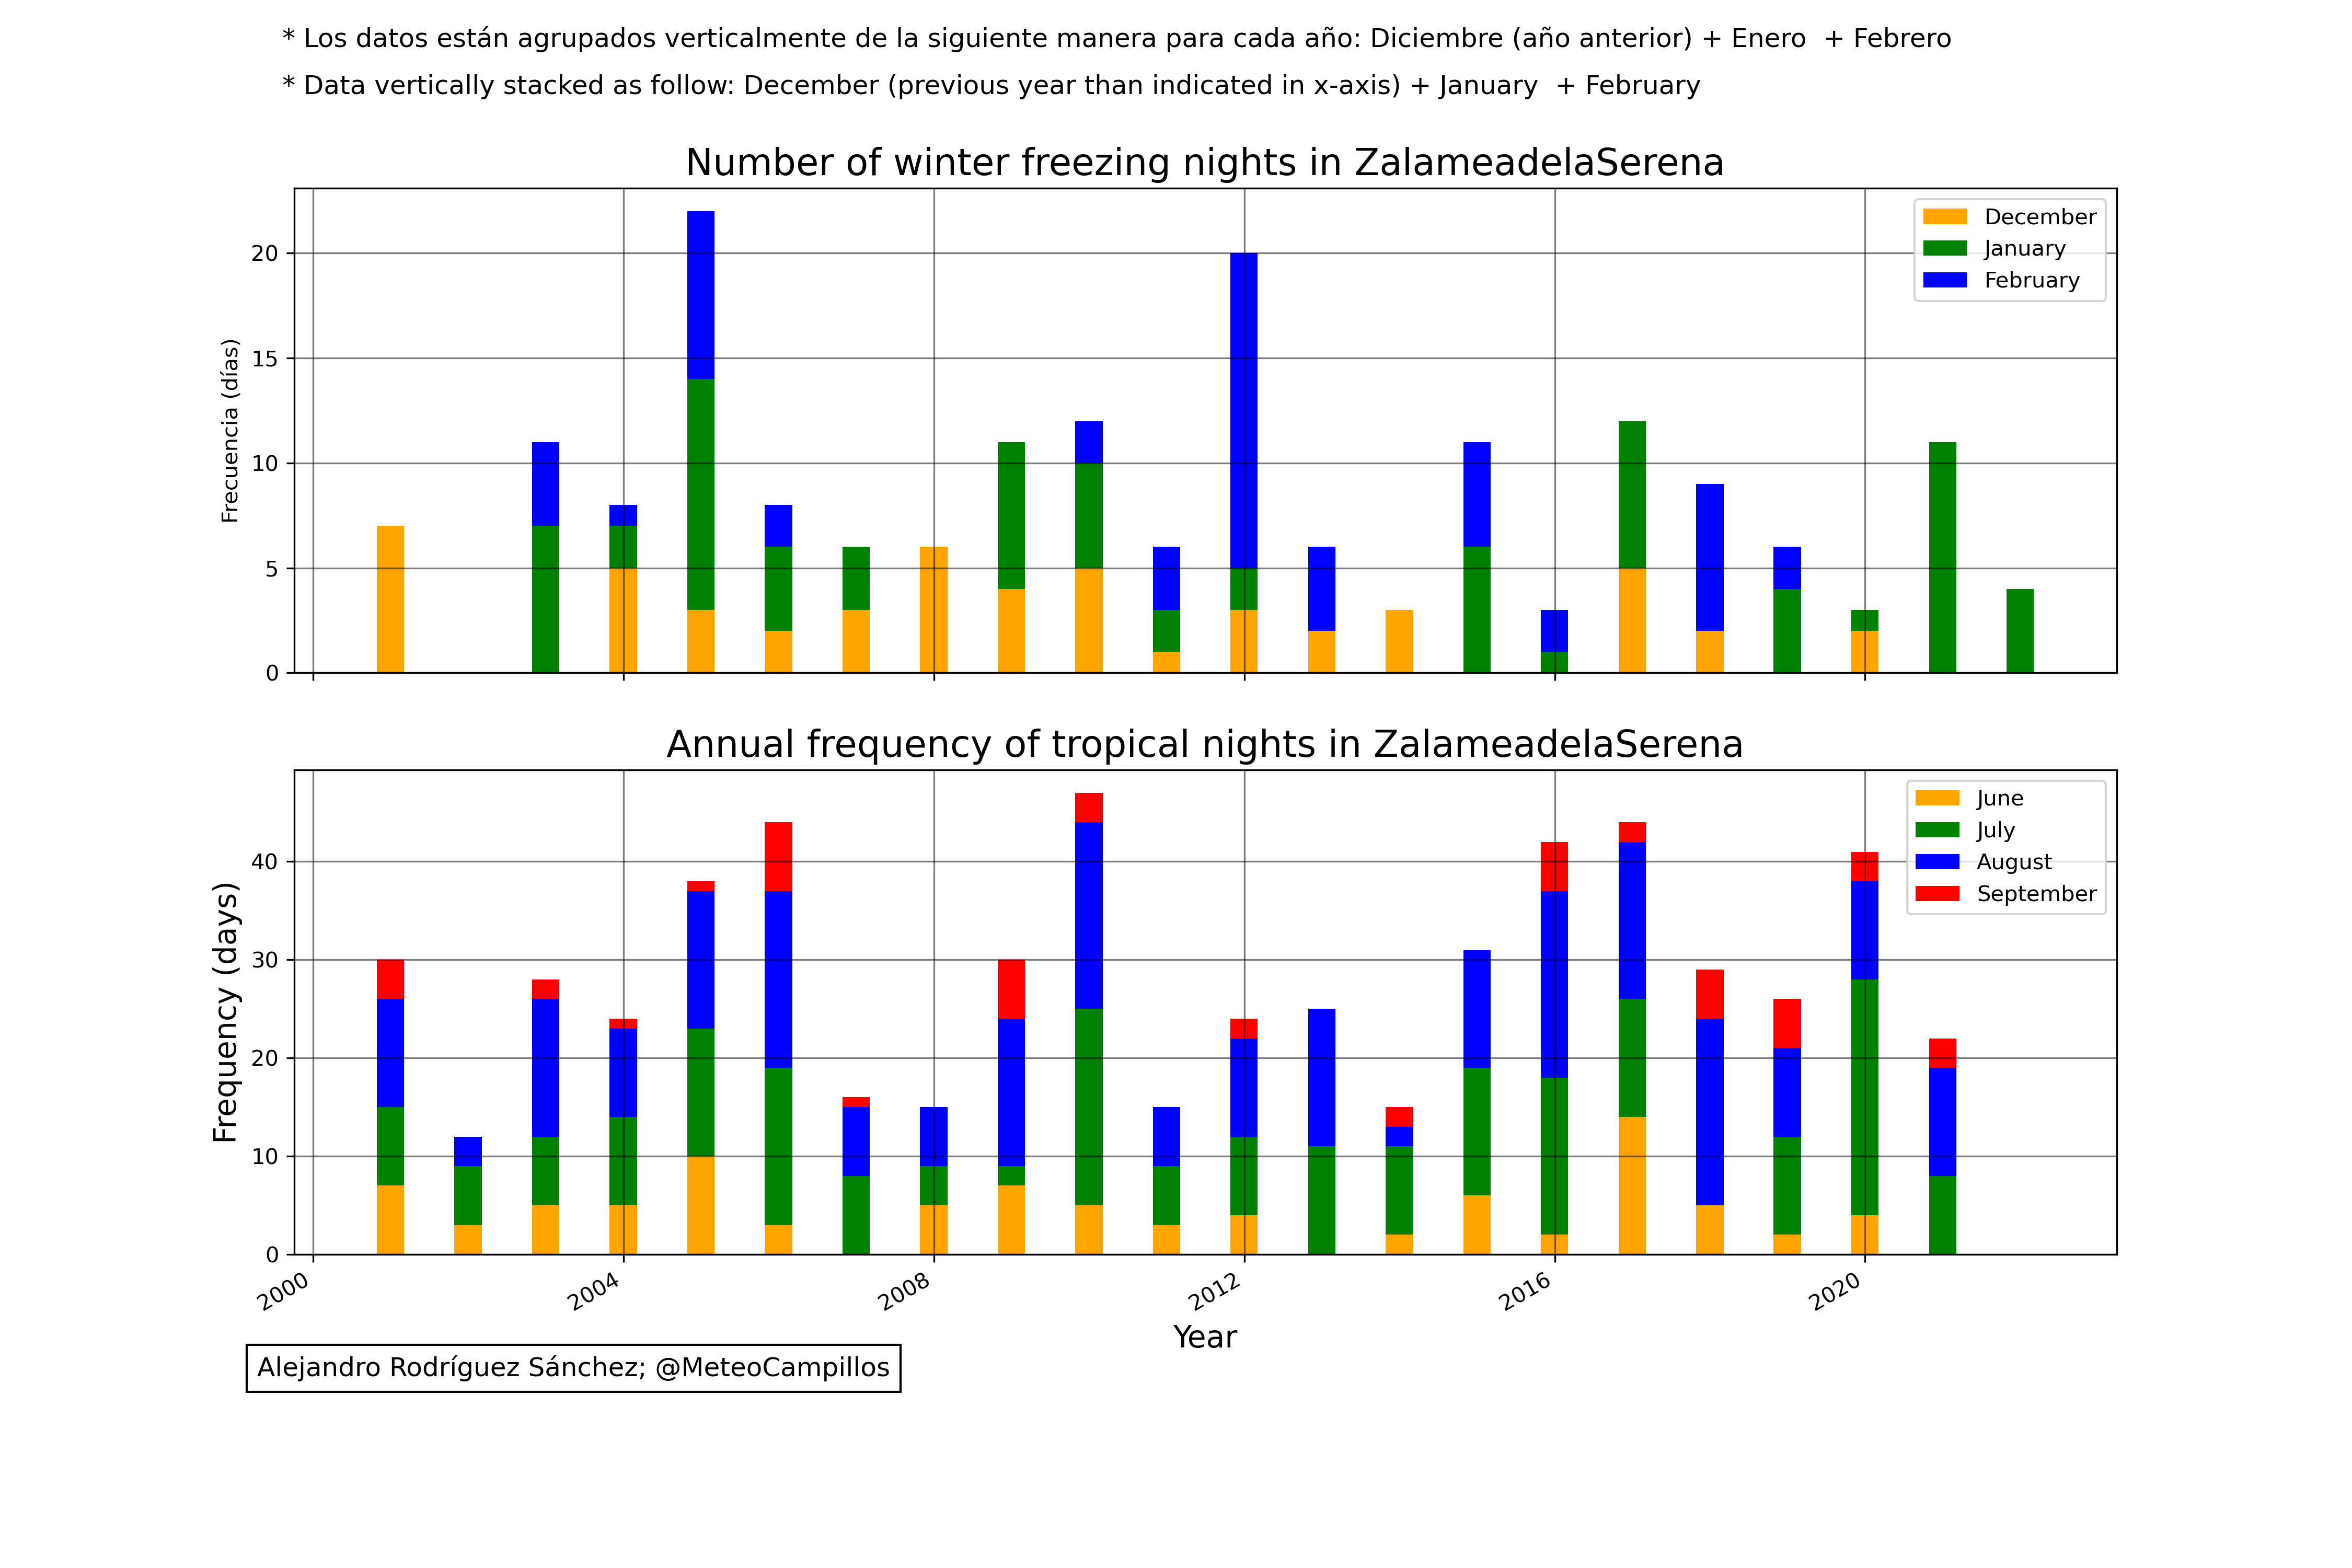 * Los datos están agrupados verticalmente de la siguiente manera para cada año: Diciembre (año anterior) + Enero  + Febrero
* Data vertically stacked as follow: December (previous year than indicated in x-axis) + January  + February
Number of winter freezing nights in ZalameadelaSerena
Frecuencia (días)
20
15
10
5
0
December
January
February
Annual frequency of tropical nights in ZalameadelaSerena
Frequency (days)
40
30
20
10
0
June
July
August
September
2000
2004
2008
2012
2016
2020
Year
Alejandro Rodríguez Sánchez; @MeteoCampillos